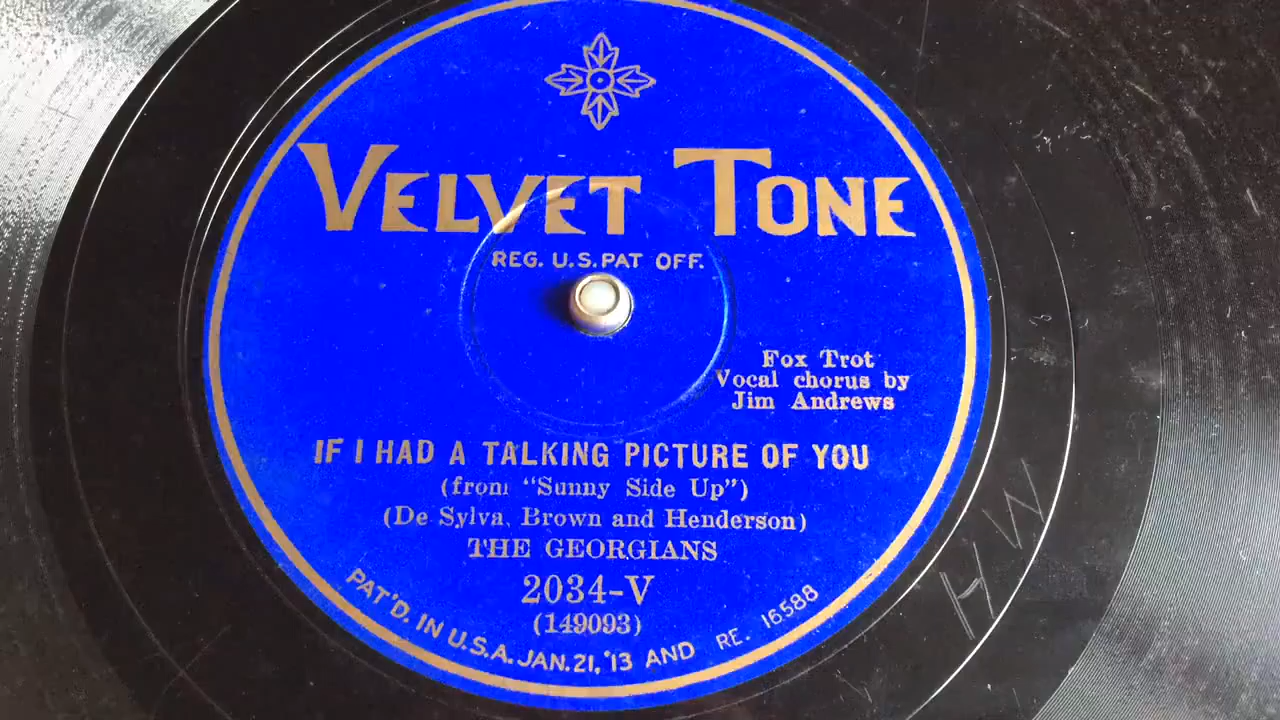 VELVET TONE
REG. U.S. PAT OFF.
Fox Trot
Vocal chorus by
Jim Andrews
IF I HAD A TALKING PICTURE OF YOU
(from "Sunny Side Up")
(De Sylva, Brown and Henderson)
THE GEORGIANS
2034-V
(149093)
PAT'D. IN U.S.A. JAN. 21, '13 AND RE. 16588
HW